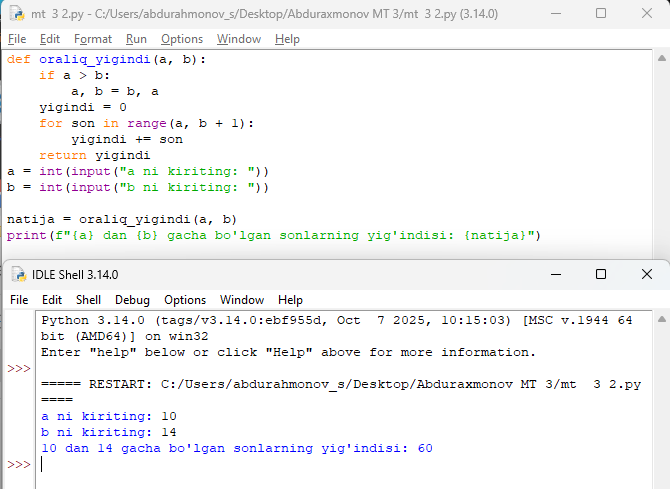 mt  3 2.py - C:/Users/abdurahmonov_s/Desktop/Abduraxmonov MT 3/mt  3 2.py (3.14.0)
File Edit Format Run Options Window Help
def oraliq_yigindi(a, b):
    if a > b:
        a, b = b, a
    yigindi = 0
    for son in range(a, b + 1):
        yigindi += son
    return yigindi
a = int(input("a ni kiriting: "))
b = int(input("b ni kiriting: "))

natija = oraliq_yigindi(a, b)
print(f"{a} dan {b} gacha bo'lgan sonlarning yig'indisi: {natija}")
IDLE Shell 3.14.0
File Edit Shell Debug Options Window Help
Python 3.14.0 (tags/v3.14.0:ebf955d, Oct  7 2025, 10:15:03) [MSC v.1944 64
bit (AMD64)] on win32
Enter "help" below or click "Help" above for more information.
>>>
===== RESTART: C:/Users/abdurahmonov_s/Desktop/Abduraxmonov MT 3/mt  3 2.py
====
a ni kiriting: 10
b ni kiriting: 14
10 dan 14 gacha bo'lgan sonlarning yig'indisi: 60
>>>